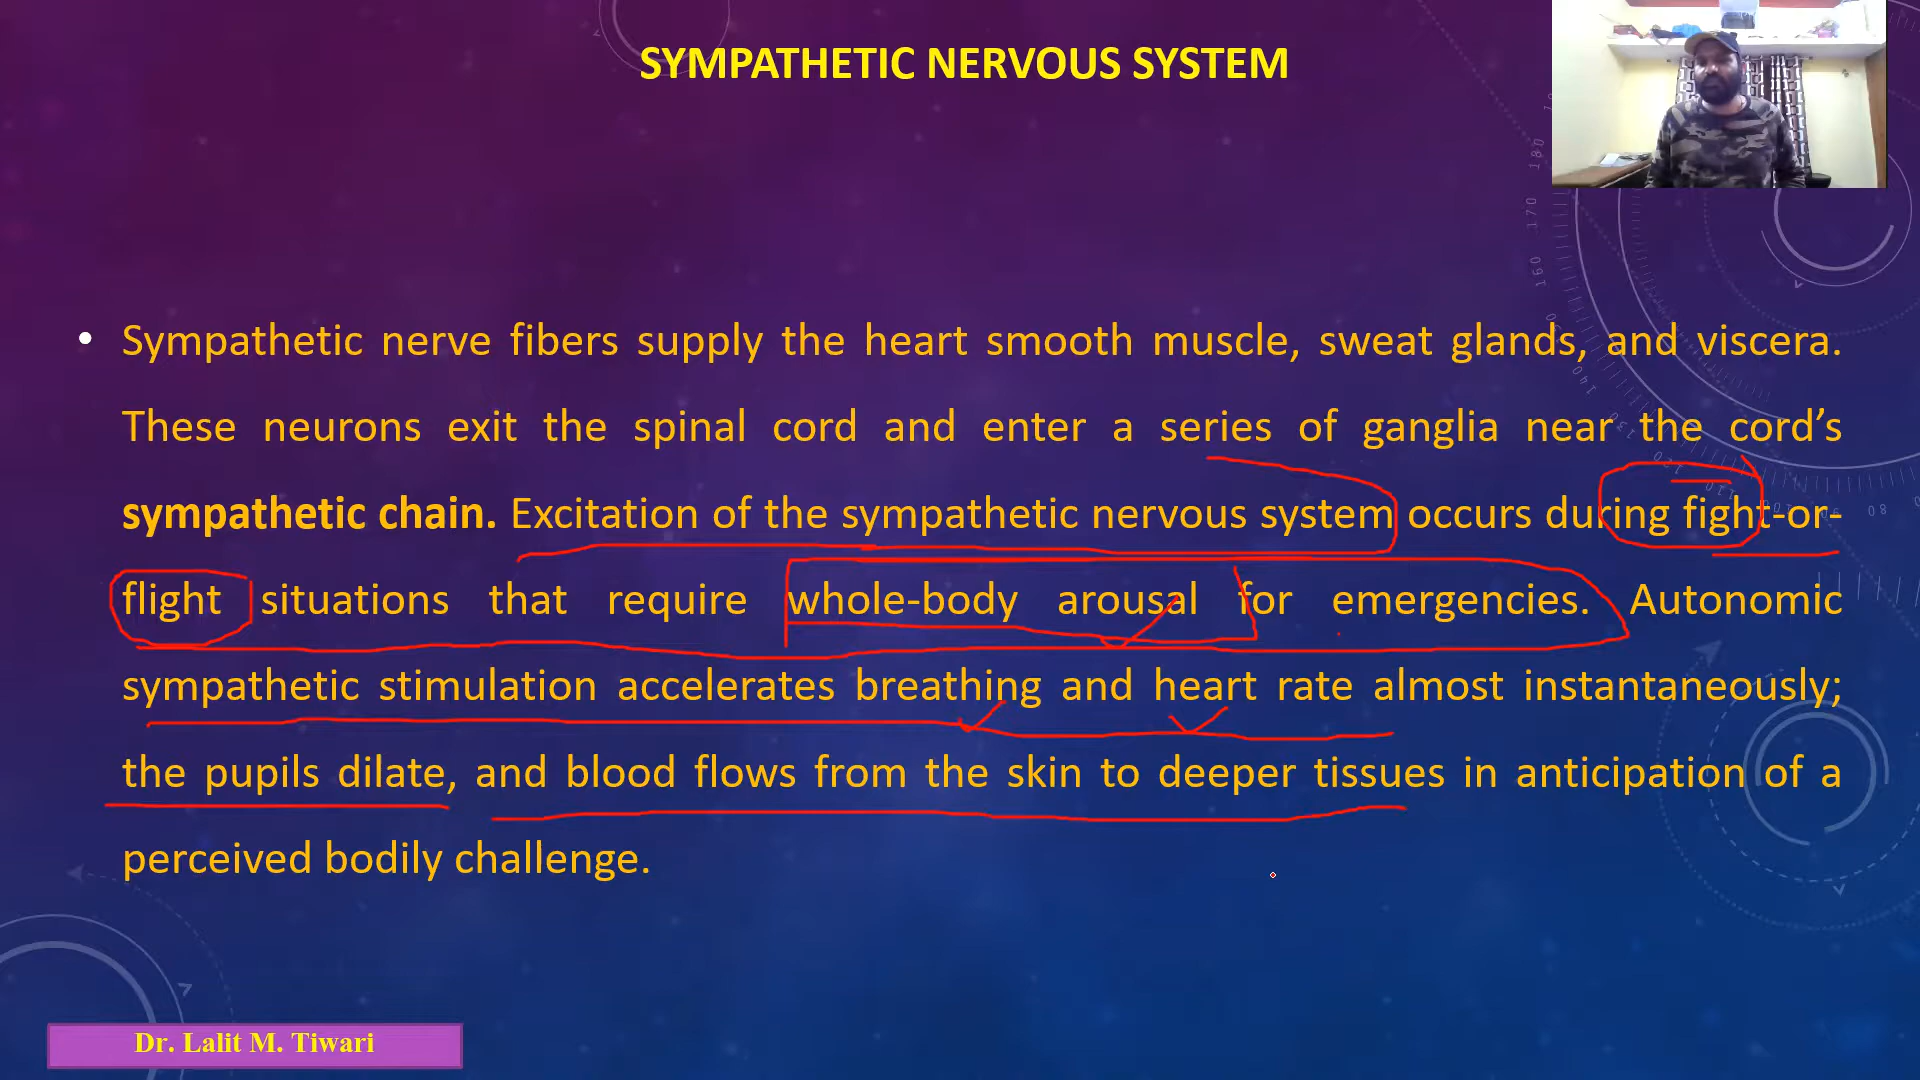 SYMPATHETIC NERVOUS SYSTEM
• Sympathetic nerve fibers supply the heart smooth muscle, sweat glands, and viscera.
These neurons exit the spinal cord and enter a series of ganglia near the cord’s
sympathetic chain. Excitation of the sympathetic nervous system occurs during fight-or-
flight situations that require whole-body arousal for emergencies. Autonomic
sympathetic stimulation accelerates breathing and heart rate almost instantaneously;
the pupils dilate, and blood flows from the skin to deeper tissues in anticipation of a
perceived bodily challenge.
Dr. Lalit M. Tiwari